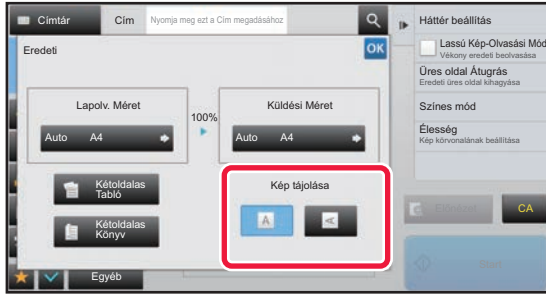 Címtár
Cím
Nyomja meg ezt a Cím megadásához
Háttér beállítás
Eredeti
OK
Lassú Kép-Olvasási Mód
Vékony eredeti beolvasása
Üres oldal Átugrás
Eredeti üres oldal kihagyása
Lapolv. Méret
100%
Küldési Méret
Színes mód
Auto A4
Auto A4
Élesség
Kép körvonalának beállítása
Kétoldalas
Tabló
Kép tájolása
A
A
Kétoldalas
Könyv
Előnézet
CA
Start
Egyéb